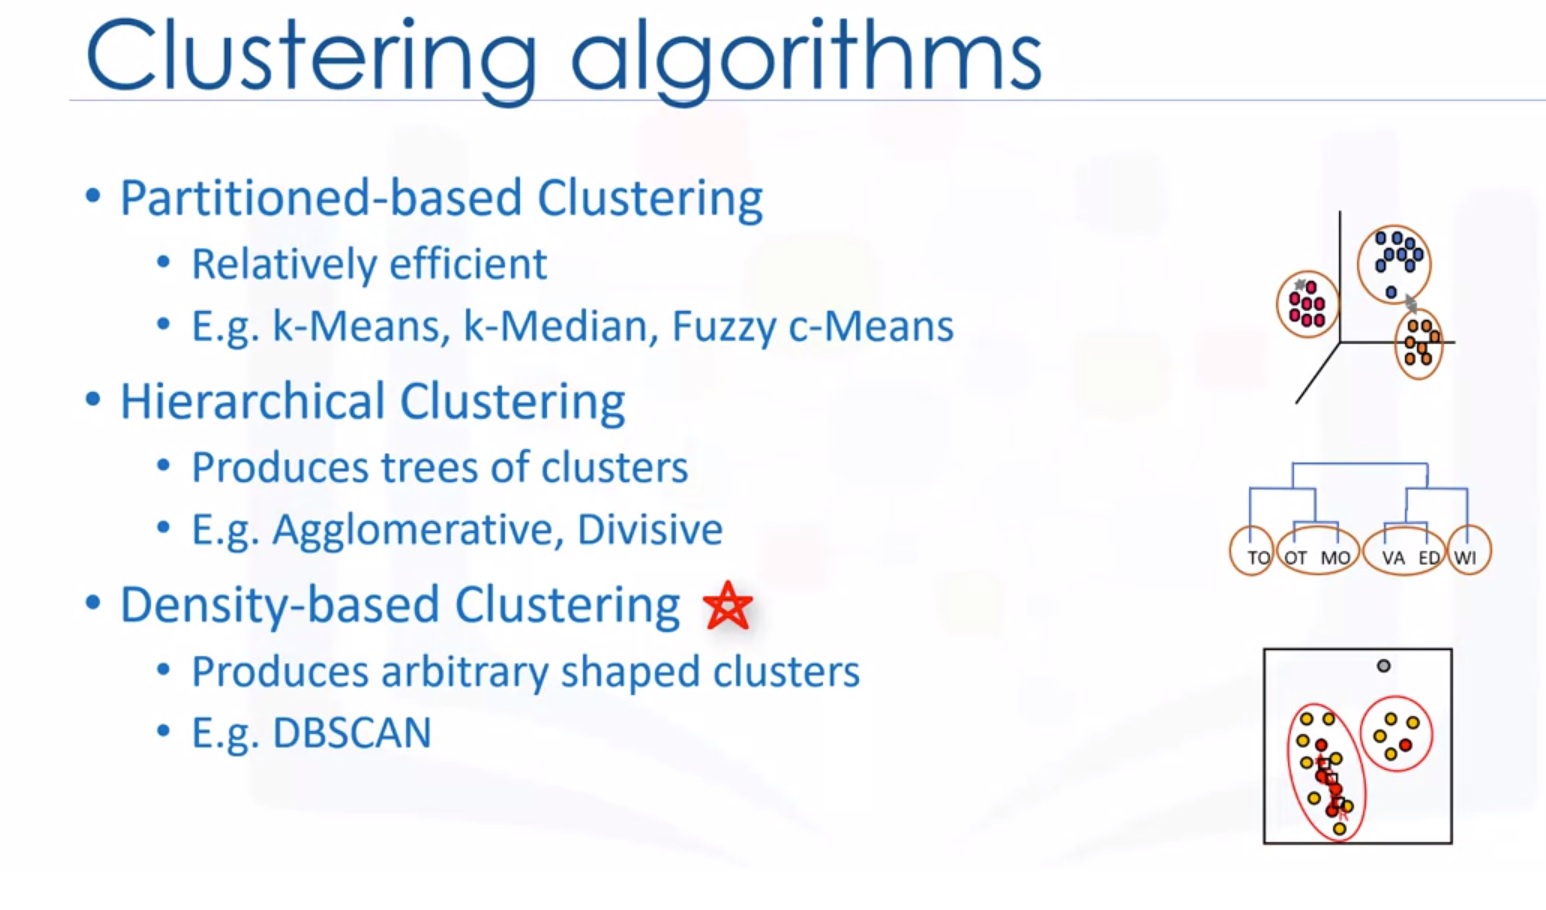 Clustering algorithms
• Partitioned-based Clustering
• Relatively efficient
• E.g. k-Means, k-Median, Fuzzy c-Means
• Hierarchical Clustering
• Produces trees of clusters
• E.g. Agglomerative, Divisive
TO OT MO VA ED WI
• Density-based Clustering
• Produces arbitrary shaped clusters
• E.g. DBSCAN